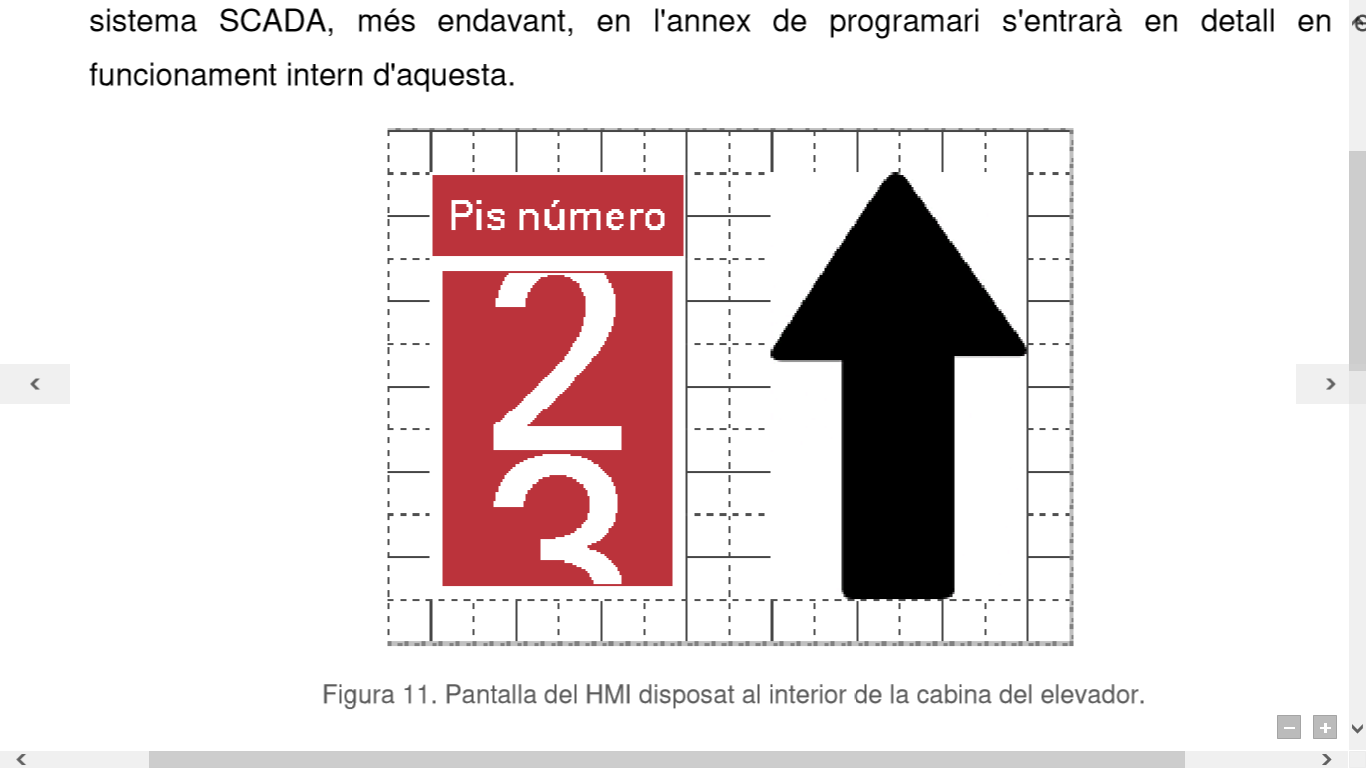 sistema SCADA, més endavant, en l'annex de programari s'entrarà en detall en
funcionament intern d'aquesta.
Pis número
2
3
Figura 11. Pantalla del HMI disposat al interior de la cabina del elevador.